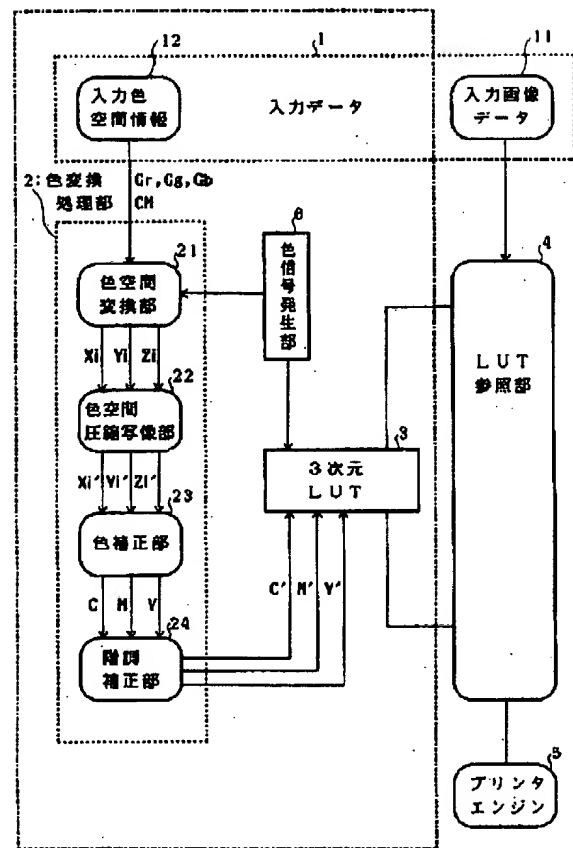 1
12
11
入力色
空間情報
入力データ
入力画像
データ
2:色変換
処理部
Gr,Gg,Gb
CM
6
色信号発生部
21
色空間
変換部
4
LUT
参照部
Xi Yi Zi
22
色空間
圧縮写像部
3
3次元
LUT
Xi' Yi' Zi'
23
色補正部
C M Y
C' M' Y'
24
階調
補正部
5
プリンタ
エンジン